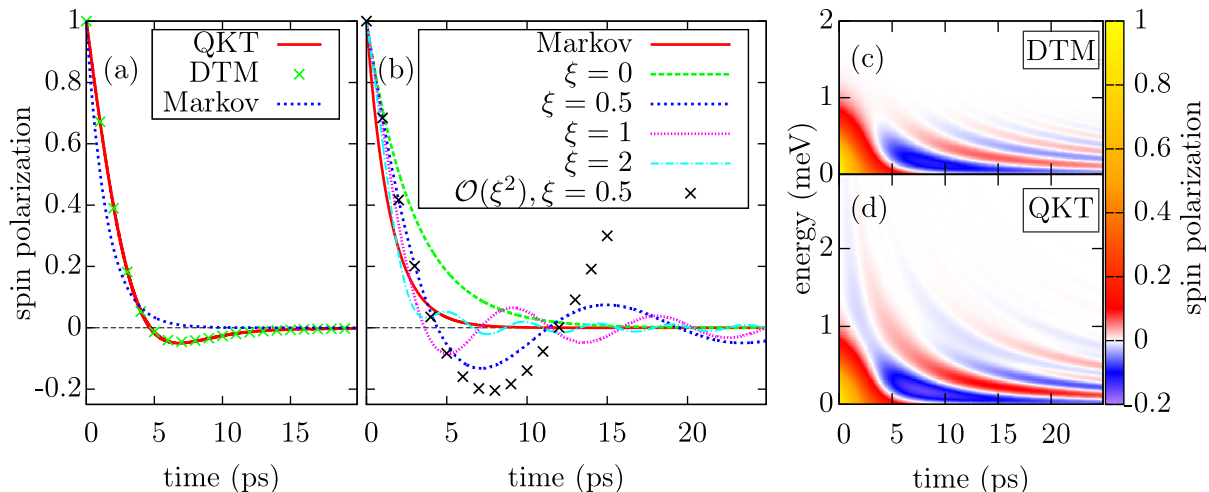 1
0.8
0.6
0.4
0.2
0
-0.2
spin polarization
(a)
QKT
DTM
Markov
0
5
10
15
time (ps)
(b)
Markov
ξ = 0
ξ = 0.5
ξ = 1
ξ = 2
𝒪(ξ²), ξ = 0.5
0
5
10
15
20
time (ps)
2
1
0
(c)
DTM
2
1
0
(d)
QKT
energy (meV)
0
5
10
15
20
time (ps)
1
0.8
0.6
0.4
0.2
0
-0.2
spin polarization